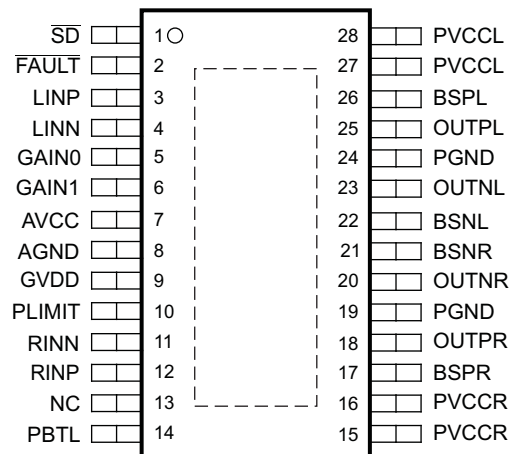 S̅D̅ 1 28 PVCCL
F̅A̅U̅L̅T̅ 2 27 PVCCL
LINP 3 26 BSPL
LINN 4 25 OUTPL
GAIN0 5 24 PGND
GAIN1 6 23 OUTNL
AVCC 7 22 BSNL
AGND 8 21 BSNR
GVDD 9 20 OUTNR
PLIMIT 10 19 PGND
RINN 11 18 OUTPR
RINP 12 17 BSPR
NC 13 16 PVCCR
PBTL 14 15 PVCCR